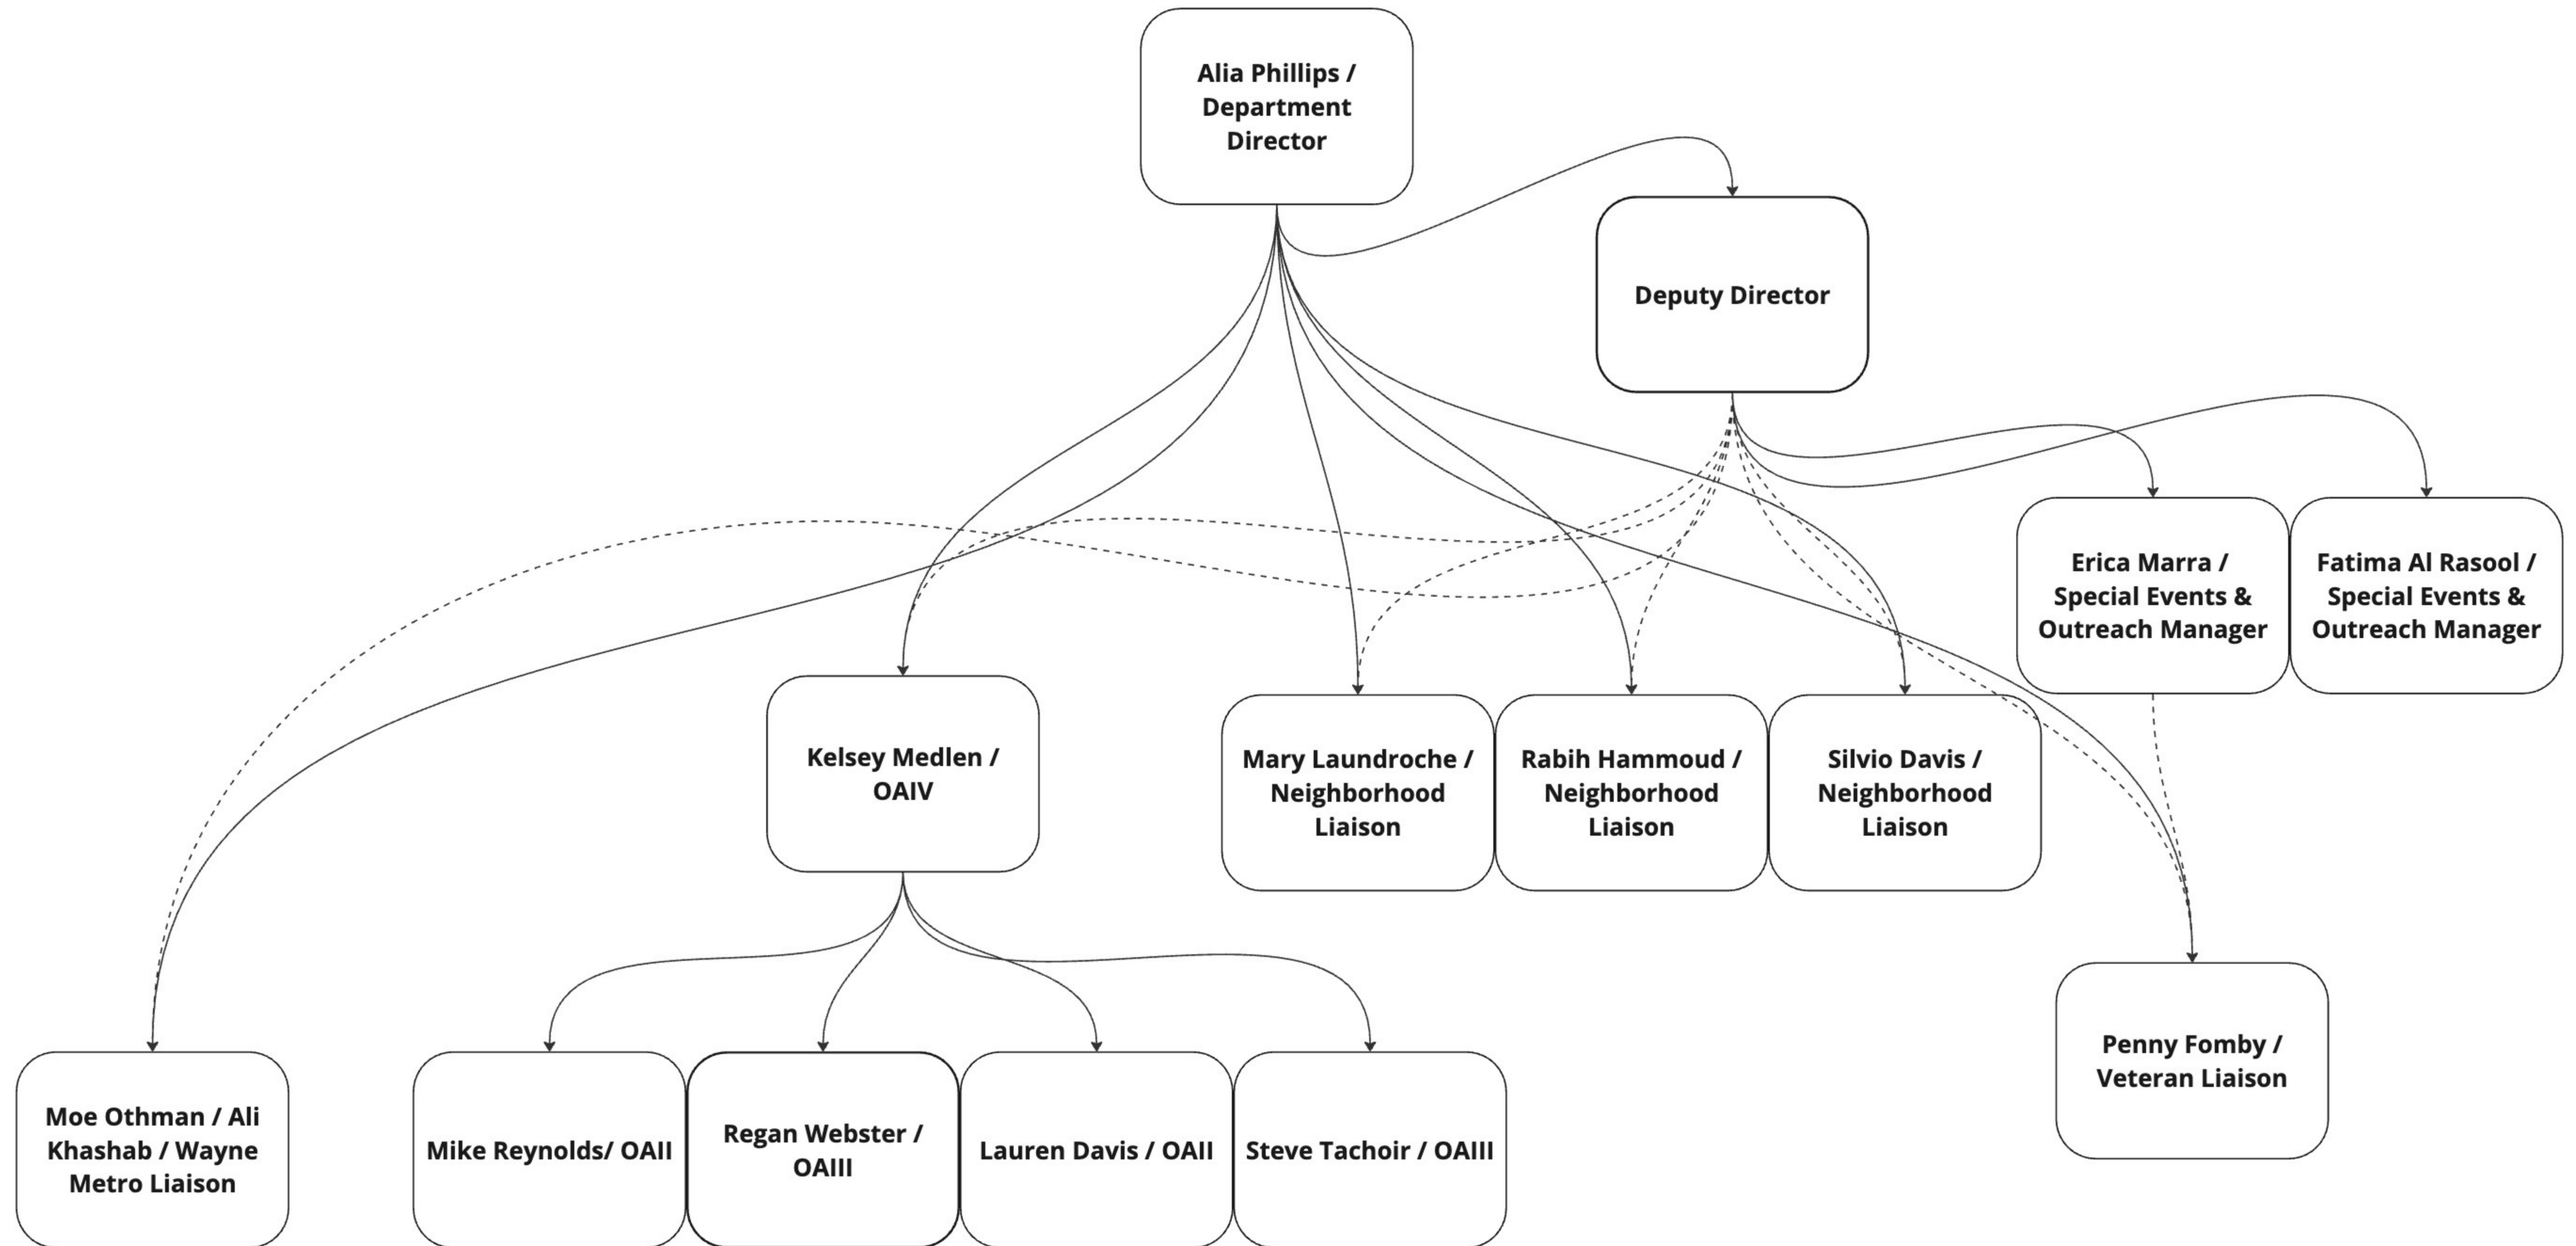 Alia Phillips /
Department
Director
Deputy Director
Erica Marra /
Special Events &
Outreach Manager
Fatima Al Rasool /
Special Events &
Outreach Manager
Kelsey Medlen /
OAIV
Mary Laundroche /
Neighborhood
Liaison
Rabih Hammoud /
Neighborhood
Liaison
Silvio Davis /
Neighborhood
Liaison
Penny Fomby /
Veteran Liaison
Moe Othman / Ali
Khashab / Wayne
Metro Liaison
Mike Reynolds/ OAII
Regan Webster /
OAIII
Lauren Davis / OAII
Steve Tachoir / OAIII